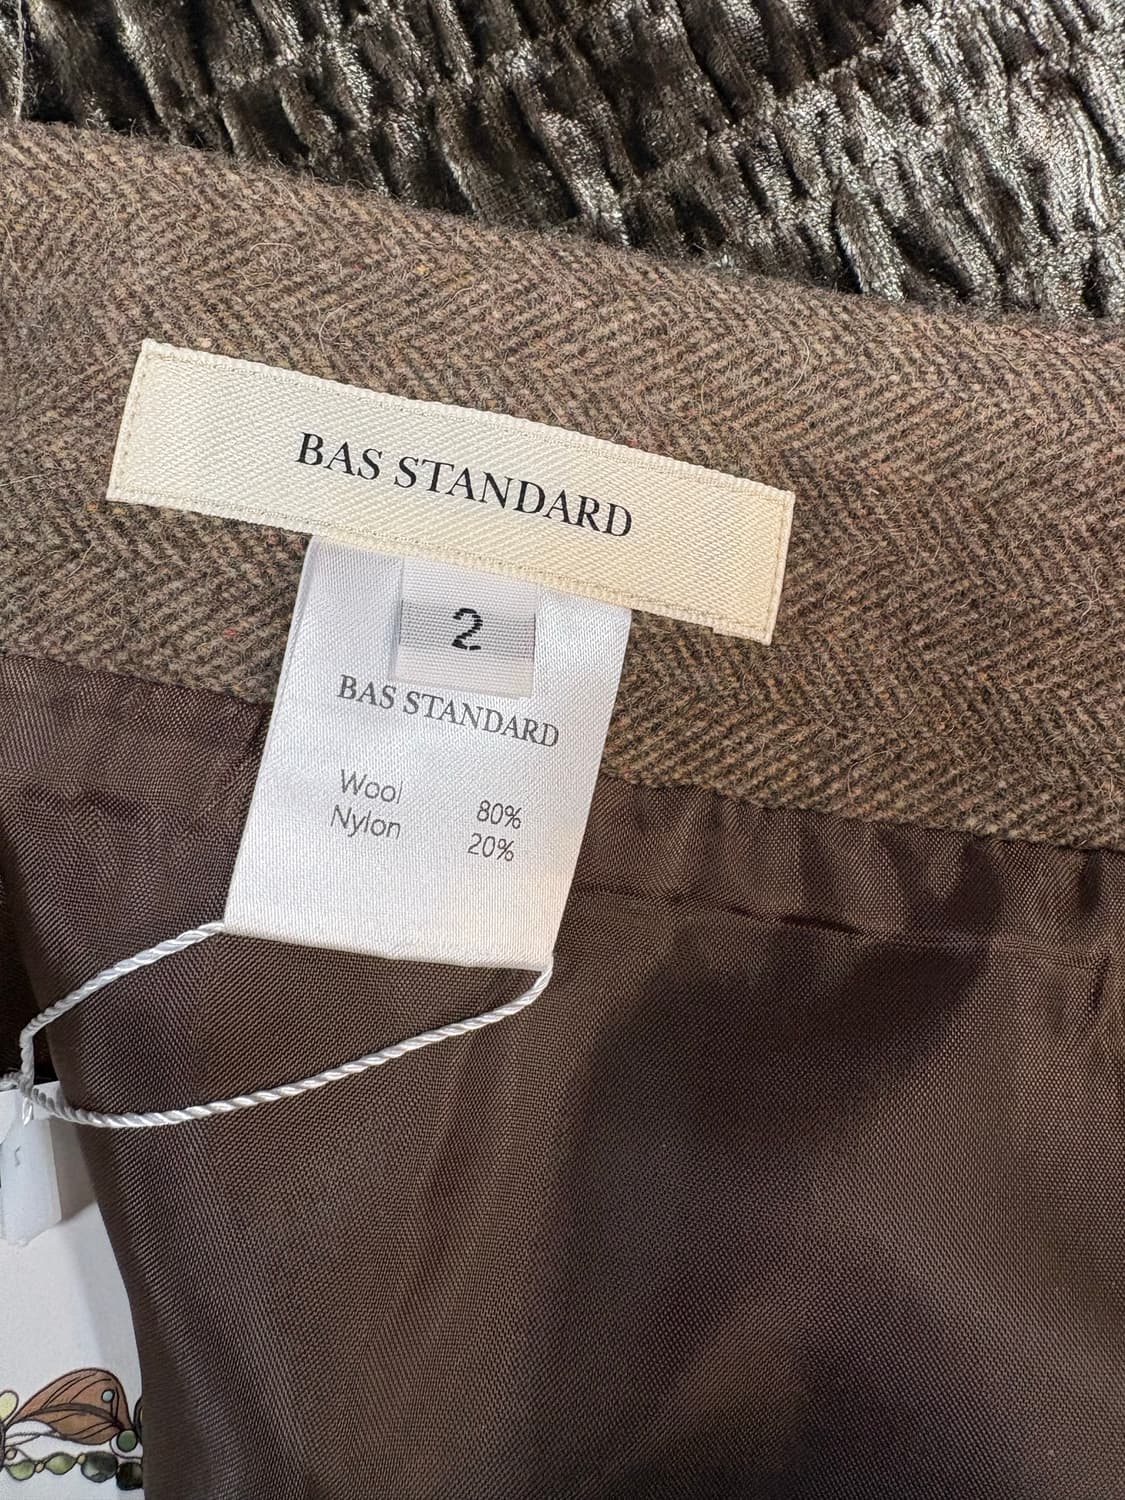 BAS STANDARD
2
BAS STANDARD
Wool 80%
Nylon 20%